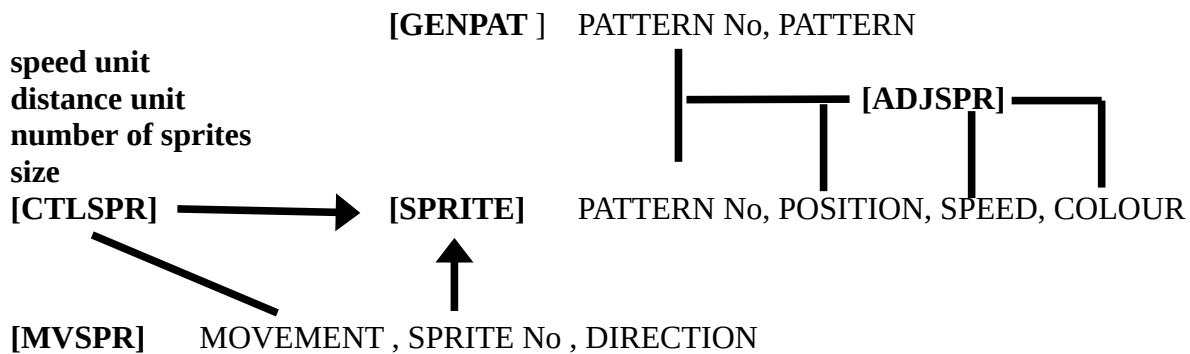 [GENPAT ] PATTERN No, PATTERN
speed unit
distance unit
[ADJSPR]
number of sprites
size
[CTLSPR] [SPRITE] PATTERN No, POSITION, SPEED, COLOUR
[MVSPR] MOVEMENT , SPRITE No , DIRECTION